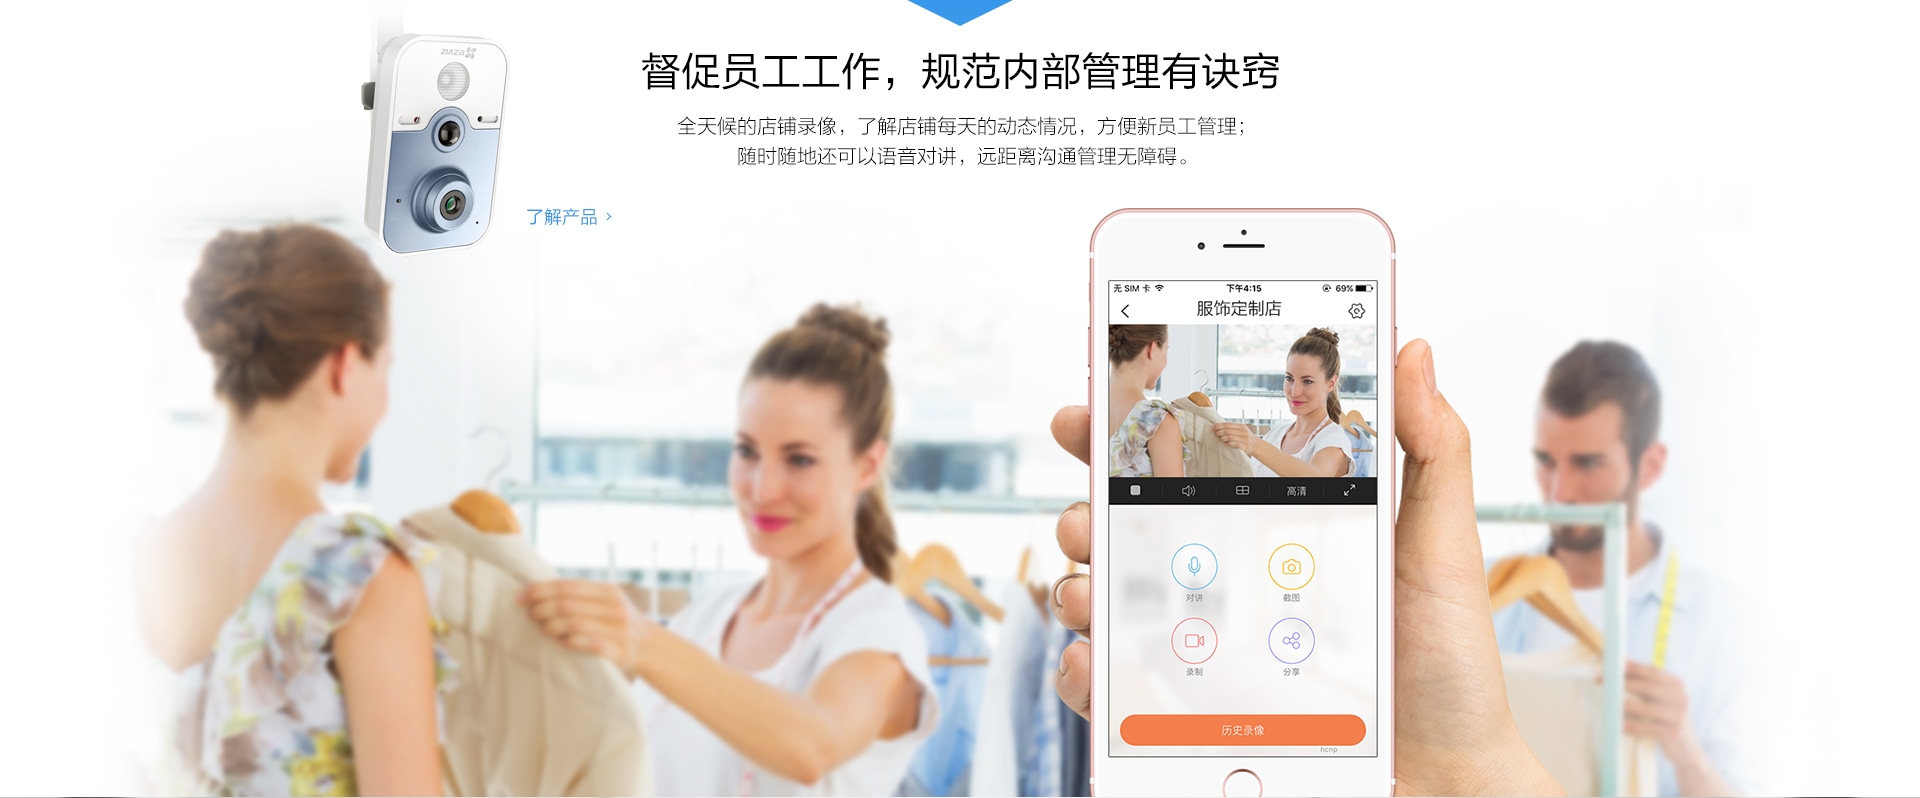 EZVIZ
督促员工工作，规范内部管理有诀窍
全天候的店铺录像，了解店铺每天的动态情况，方便新员工管理；
随时随地还可以语音对讲，远距离沟通管理无障碍。
了解产品 >
无 SIM 卡 下午4:15 69%
服饰定制店
高清
对讲 截图
录制 分享
历史录像
hcnp